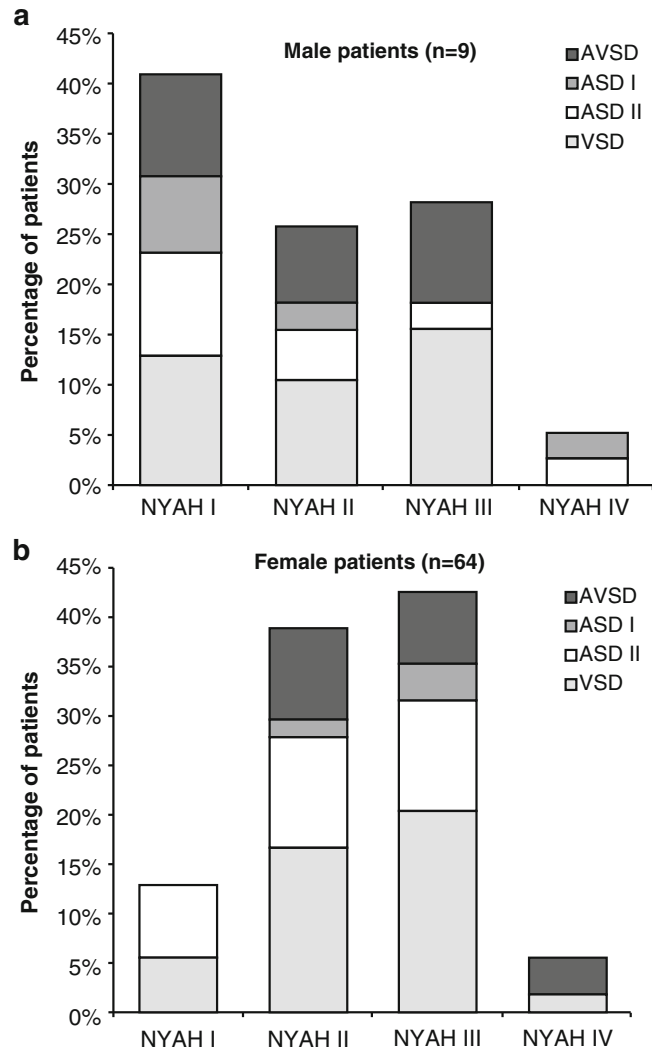 a
Male patients (n=9)
AVSD
ASD I
ASD II
VSD
Percentage of patients
45%
40%
35%
30%
25%
20%
15%
10%
5%
0%
NYAH I
NYAH II
NYAH III
NYAH IV
b
Female patients (n=64)
AVSD
ASD I
ASD II
VSD
Percentage of patients
45%
40%
35%
30%
25%
20%
15%
10%
5%
0%
NYAH I
NYAH II
NYAH III
NYAH IV